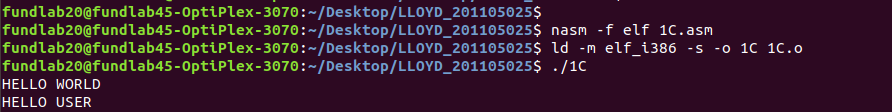 fundlab20@fundlab45-OptiPlex-3070:~/Desktop/LLOYD_201105025$
fundlab20@fundlab45-OptiPlex-3070:~/Desktop/LLOYD_201105025$ nasm -f elf 1C.asm
fundlab20@fundlab45-OptiPlex-3070:~/Desktop/LLOYD_201105025$ ld -m elf_i386 -s -o 1C 1C.o
fundlab20@fundlab45-OptiPlex-3070:~/Desktop/LLOYD_201105025$ ./1C
HELLO WORLD
HELLO USER